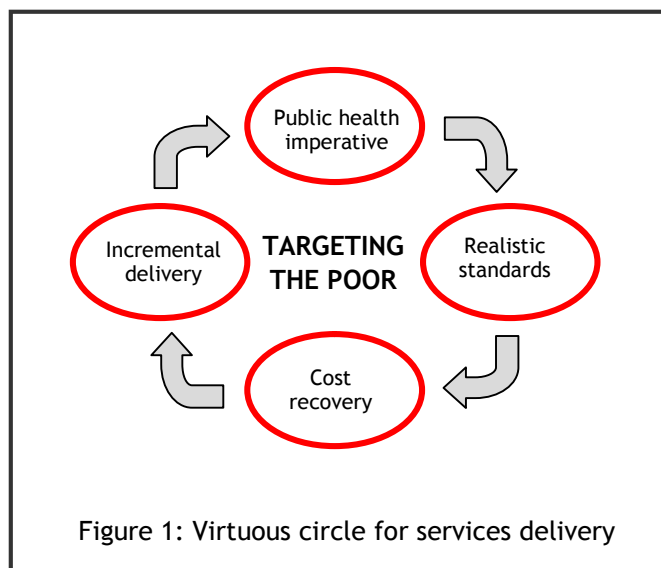 Public health
imperative
Incremental
delivery
TARGETING
THE POOR
Realistic
standards
Cost
recovery
Figure 1: Virtuous circle for services delivery